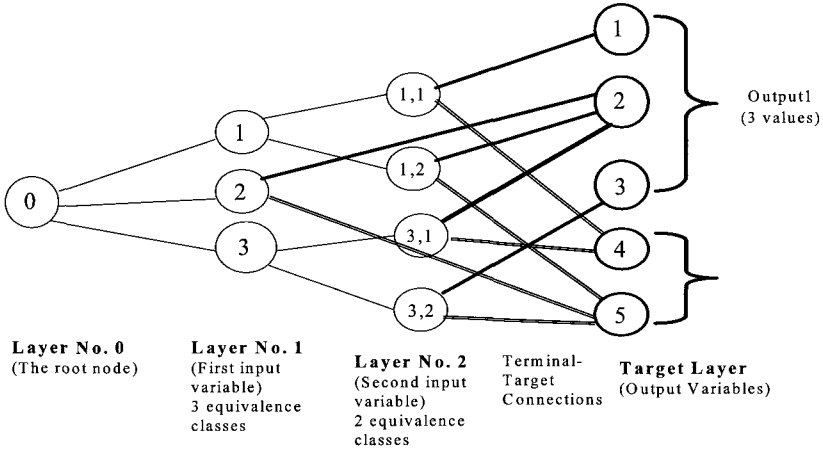 0
1
2
3
1,1
1,2
3,1
3,2
1
2
3
4
5
Output1
(3 values)
Layer No. 0
(The root node)
Layer No. 1
(First input
variable)
3 equivalence
classes
Layer No. 2
(Second input
variable)
2 equivalence
classes
Terminal-
Target
Connections
Target Layer
(Output Variables)